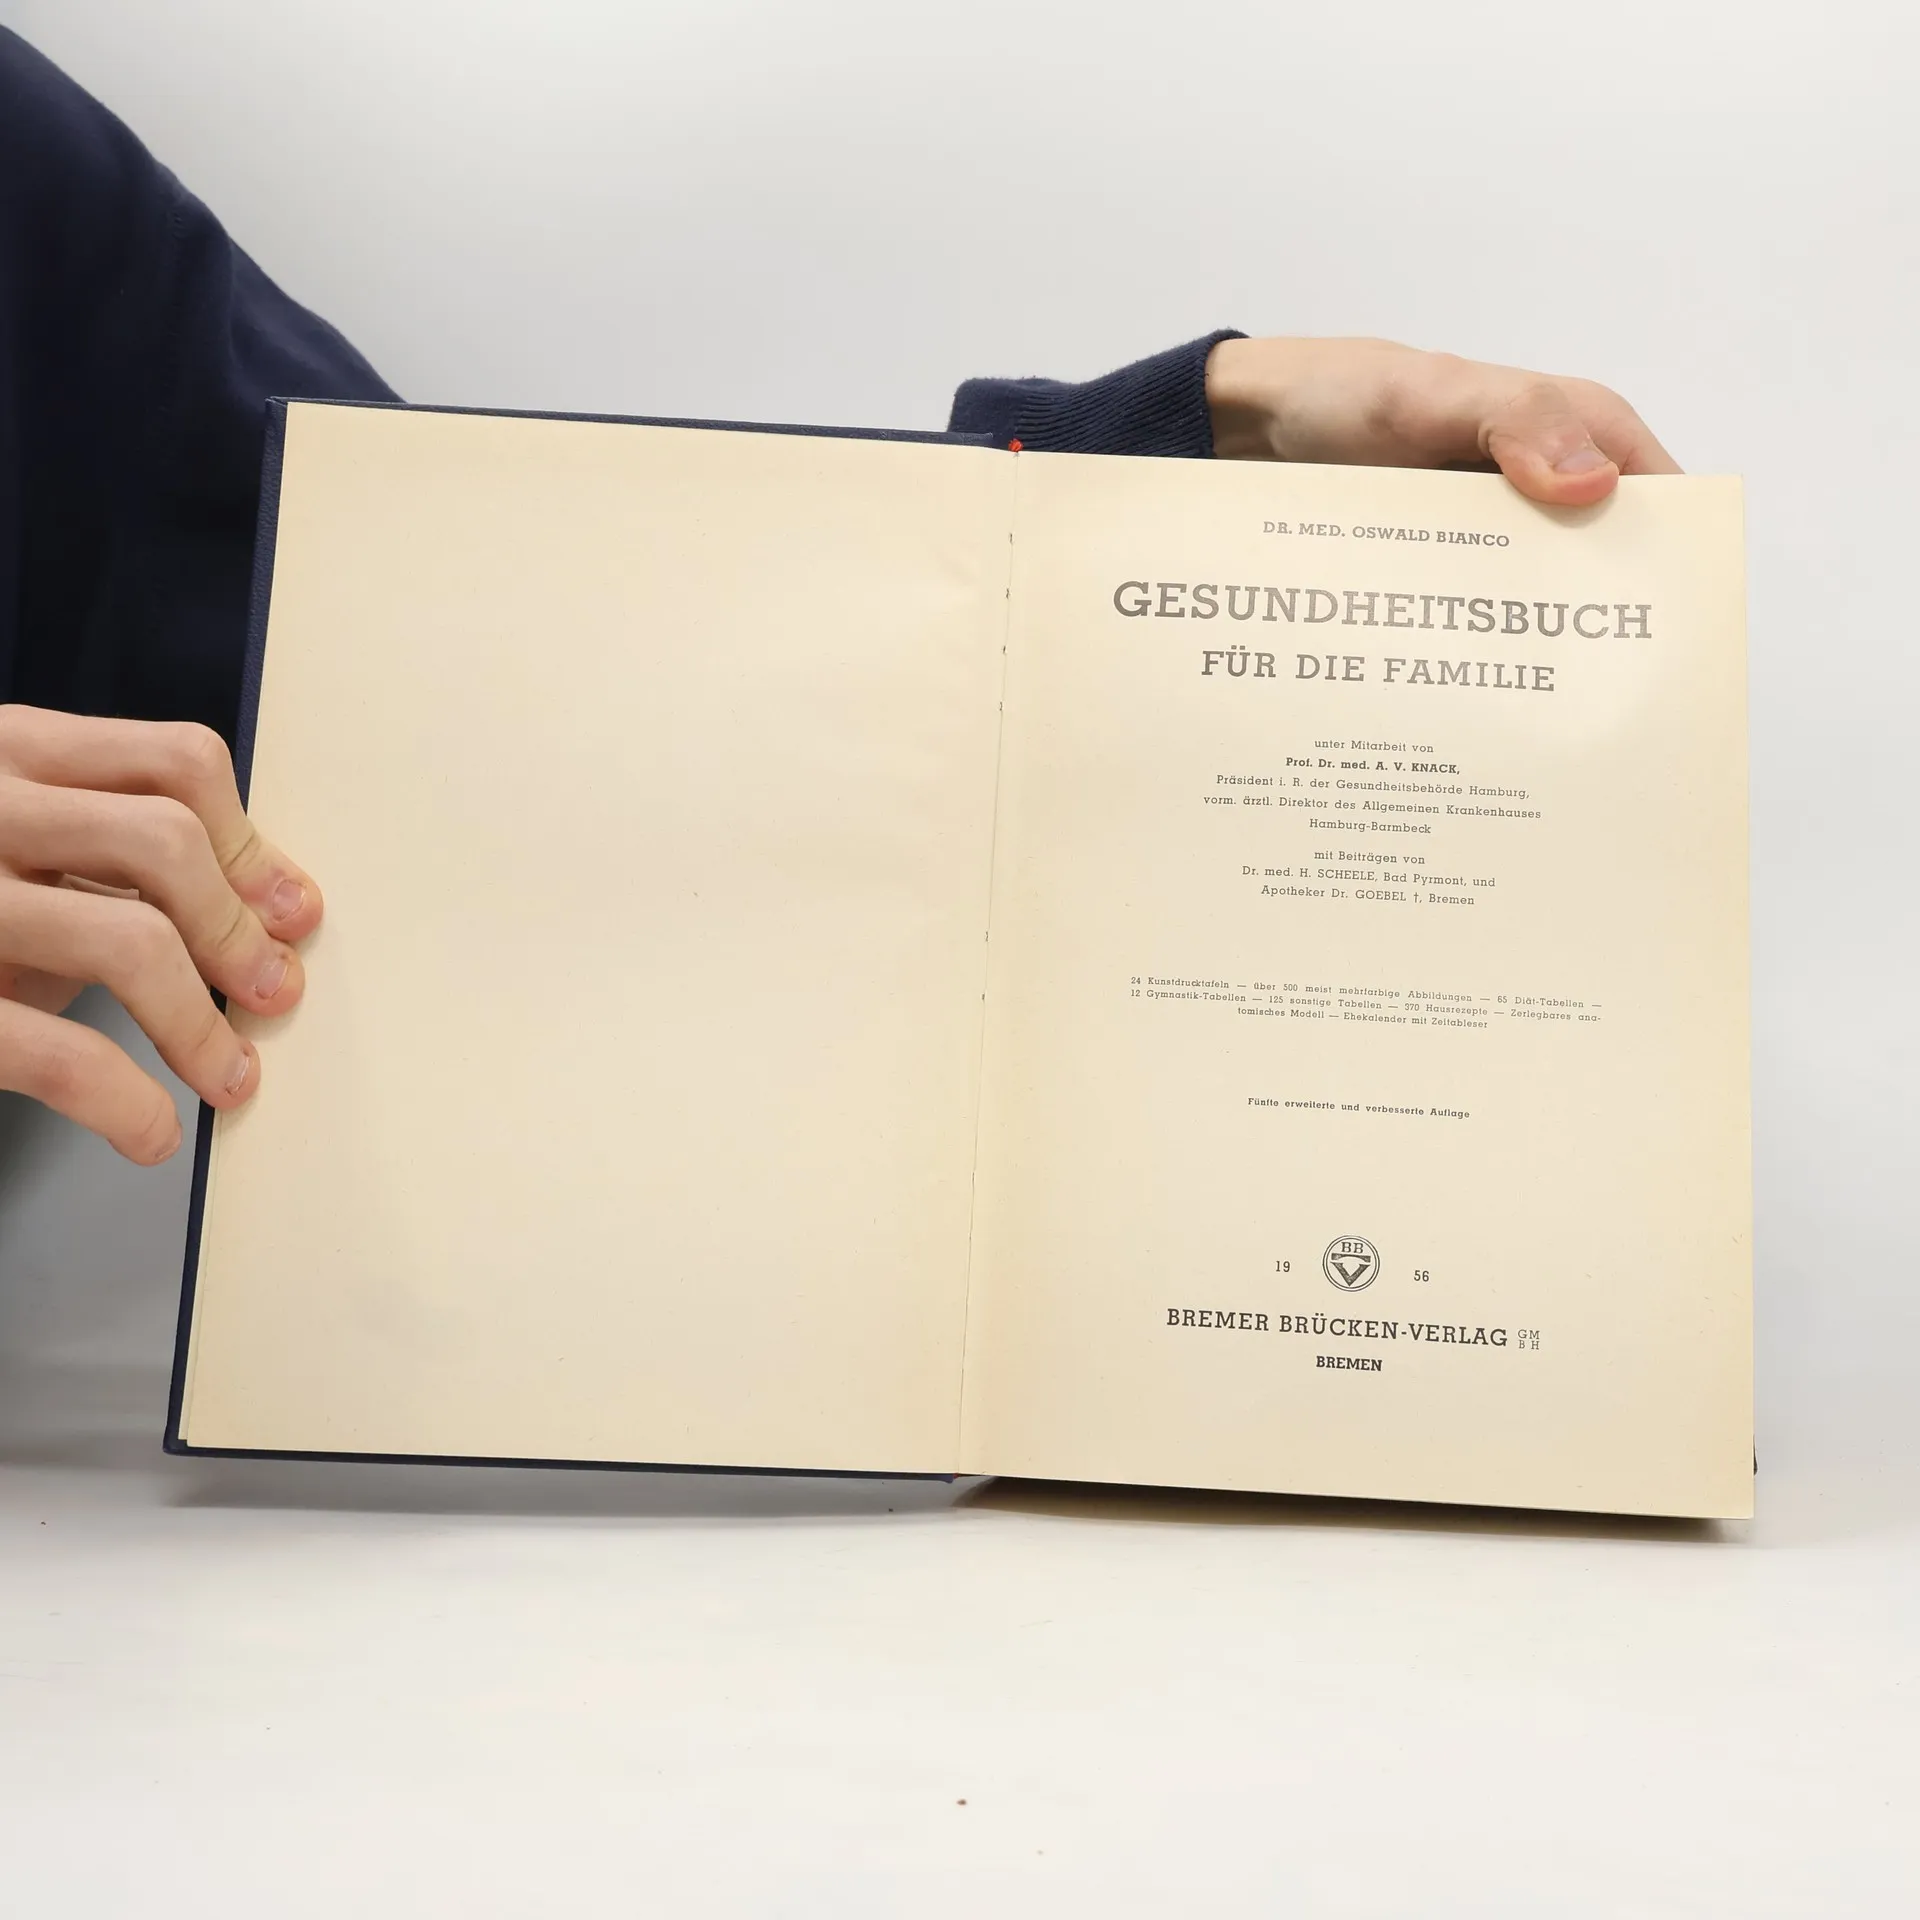 DR. MED. OSWALD BIANCO
GESUNDHEITSBUCH
FÜR DIE FAMILIE
unter Mitarbeit von
Prof. Dr. med. A. V. KNACK,
Präsident i. R. der Gesundheitsbehörde Hamburg,
vorm. ärztl. Direktor des Allgemeinen Krankenhauses
Hamburg-Barmbeck
mit Beiträgen von
Dr. med. H. SCHEELE, Bad Pyrmont, und
Apotheker Dr. GOEBEL †, Bremen
24 Kunstdrucktafeln — über 500 meist mehrfarbige Abbildungen — 65 Diät-Tabellen —
12 Gymnastik-Tabellen — 125 sonstige Tabellen — 370 Hausrezepte — Zerlegbares ana-
tomisches Modell — Ehekalender mit Zeitableser
Fünfte erweiterte und verbesserte Auflage
19 BBV 56
BREMER BRÜCKEN-VERLAG GMBH
BREMEN